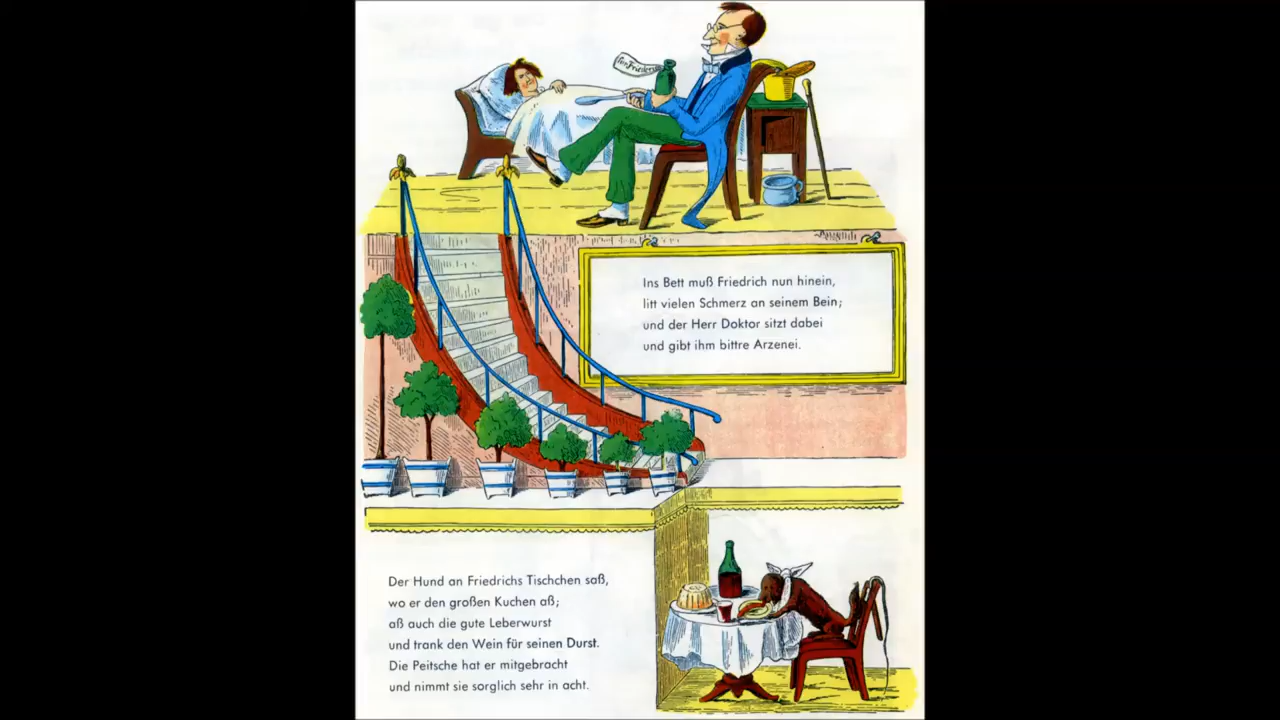 für Friedrich
Ins Bett muß Friedrich nun hinein,
litt vielen Schmerz an seinem Bein;
und der Herr Doktor sitzt dabei
und gibt ihm bittre Arzenei.
Der Hund an Friedrichs Tischchen saß,
wo er den großen Kuchen aß;
aß auch die gute Leberwurst
und trank den Wein für seinen Durst.
Die Peitsche hat er mitgebracht
und nimmt sie sorglich sehr in acht.